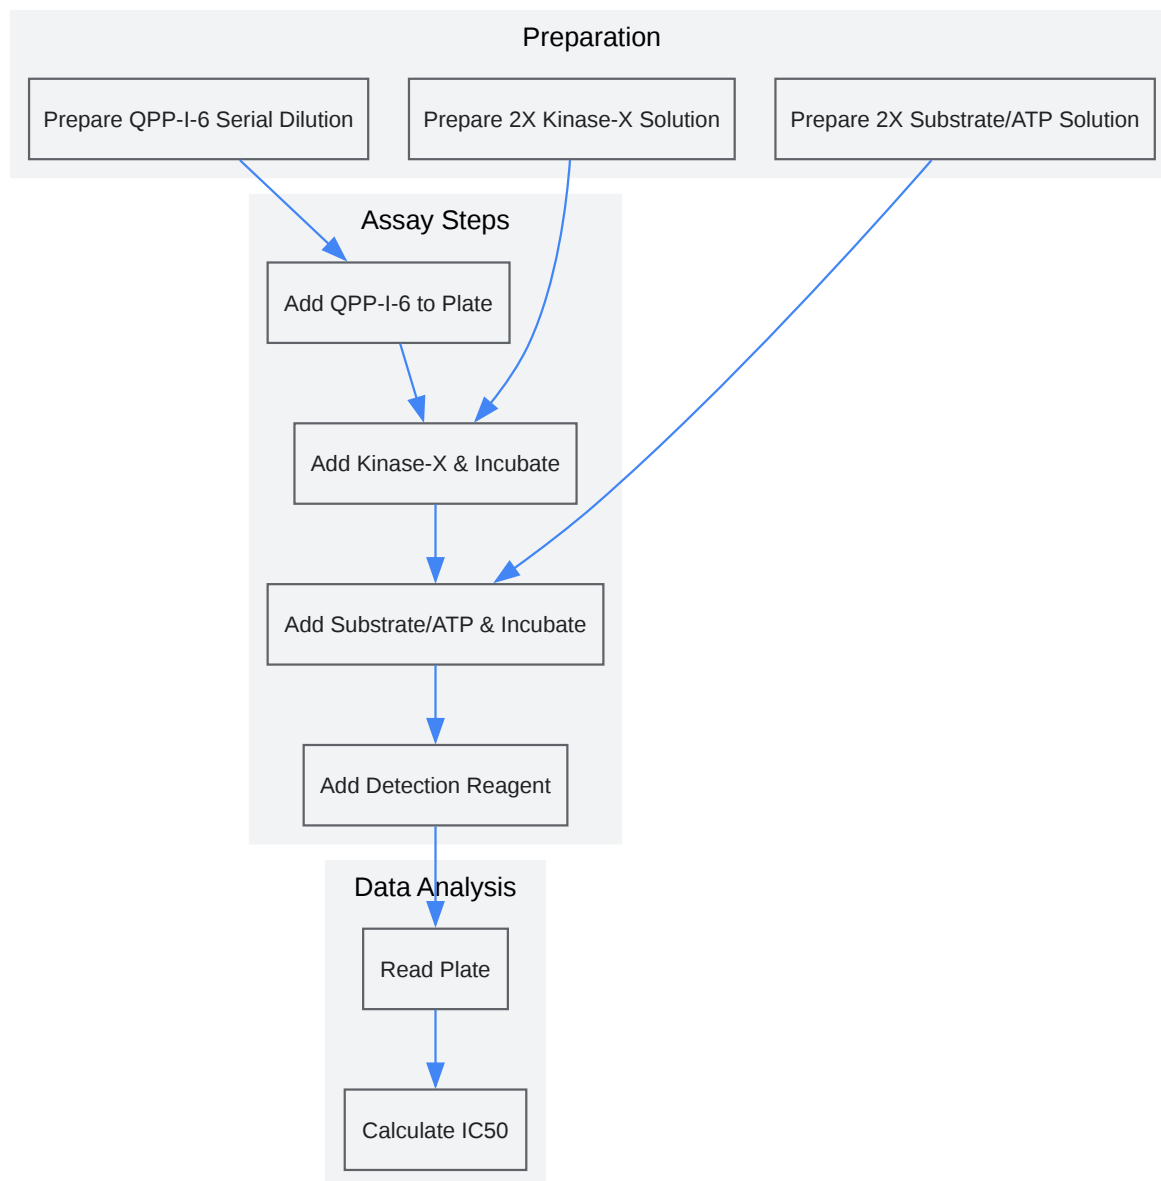 Preparation
Prepare QPP-I-6 Serial Dilution
Prepare 2X Kinase-X Solution
Prepare 2X Substrate/ATP Solution
Assay Steps
Add QPP-I-6 to Plate
Add Kinase-X & Incubate
Add Substrate/ATP & Incubate
Add Detection Reagent
Data Analysis
Read Plate
Calculate IC50